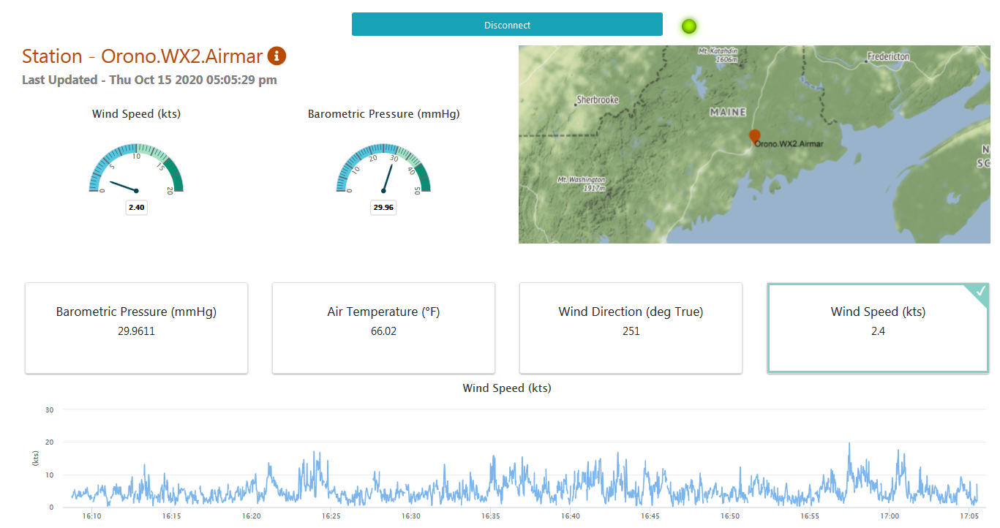 Disconnect
Station - Orono.WX2.Airmar
Last Updated - Thu Oct 15 2020 05:05:29 pm
Wind Speed (kts)
0 5 10 15 20
2.40
Barometric Pressure (mmHg)
0 10 20 30 40 50
29.96
Mt. Katahdin
1606m
Fredericton
Sherbrooke
MAINE
Orono.WX2.Airmar
N
SC
Mt. Washington
1917m
Barometric Pressure (mmHg)
29.9611
Air Temperature (°F)
66.02
Wind Direction (deg True)
251
Wind Speed (kts)
2.4
Wind Speed (kts)
(kts)
30
20
10
0
16:10 16:15 16:20 16:25 16:30 16:35 16:40 16:45 16:50 16:55 17:00 17:05